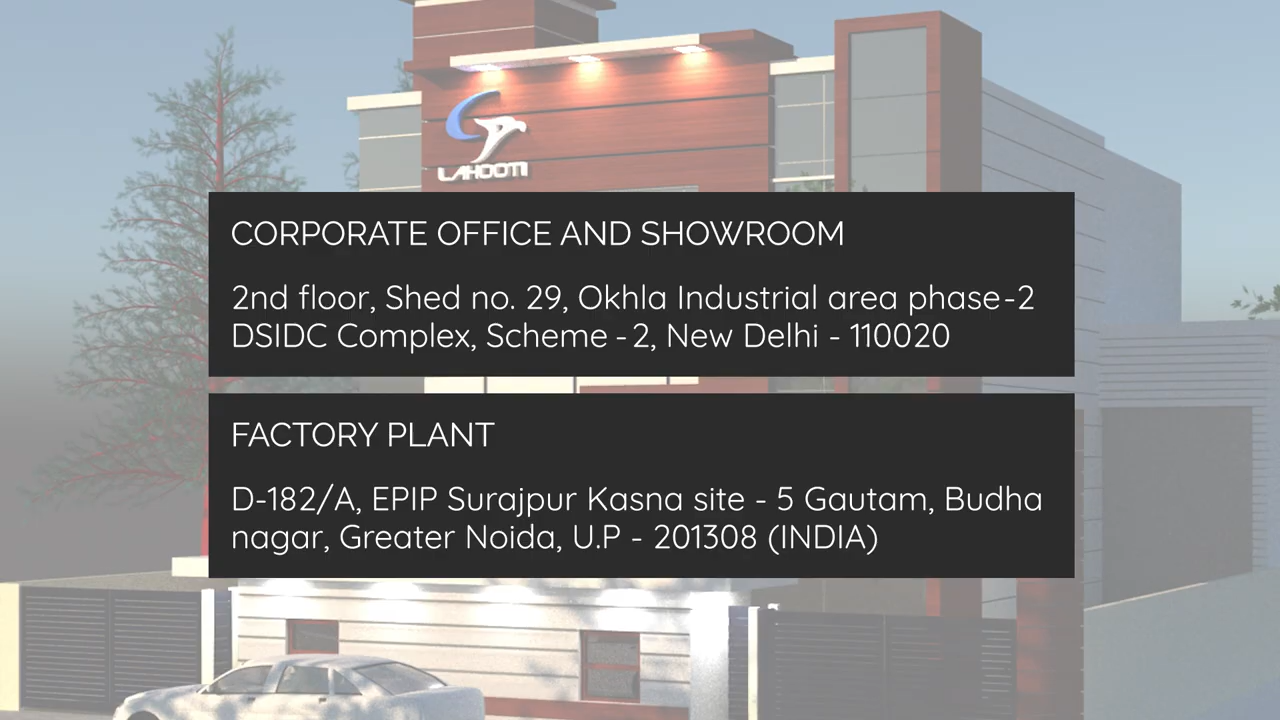 LAHOOTI
CORPORATE OFFICE AND SHOWROOM
2nd floor, Shed no. 29, Okhla Industrial area phase-2
DSIDC Complex, Scheme -2, New Delhi - 110020
FACTORY PLANT
D-182/A, EPIP Surajpur Kasna site - 5 Gautam, Budha
nagar, Greater Noida, U.P - 201308 (INDIA)